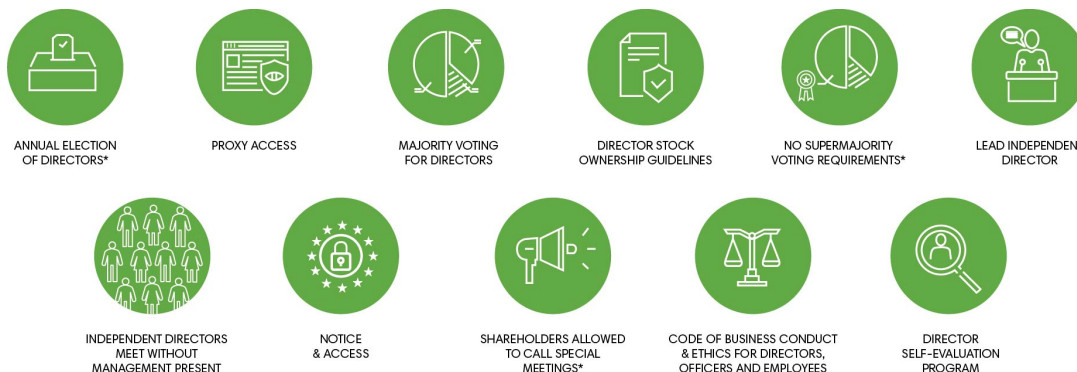 ANNUAL ELECTION
OF DIRECTORS*
PROXY ACCESS
MAJORITY VOTING
FOR DIRECTORS
DIRECTOR STOCK
OWNERSHIP GUIDELINES
NO SUPERMAJORITY
VOTING REQUIREMENTS*
LEAD INDEPENDEN
DIRECTOR
INDEPENDENT DIRECTORS
MEET WITHOUT
MANAGEMENT PRESENT
NOTICE
& ACCESS
SHAREHOLDERS ALLOWED
TO CALL SPECIAL
MEETINGS*
CODE OF BUSINESS CONDUCT
& ETHICS FOR DIRECTORS,
OFFICERS AND EMPLOYEES
DIRECTOR
SELF-EVALUATION
PROGRAM